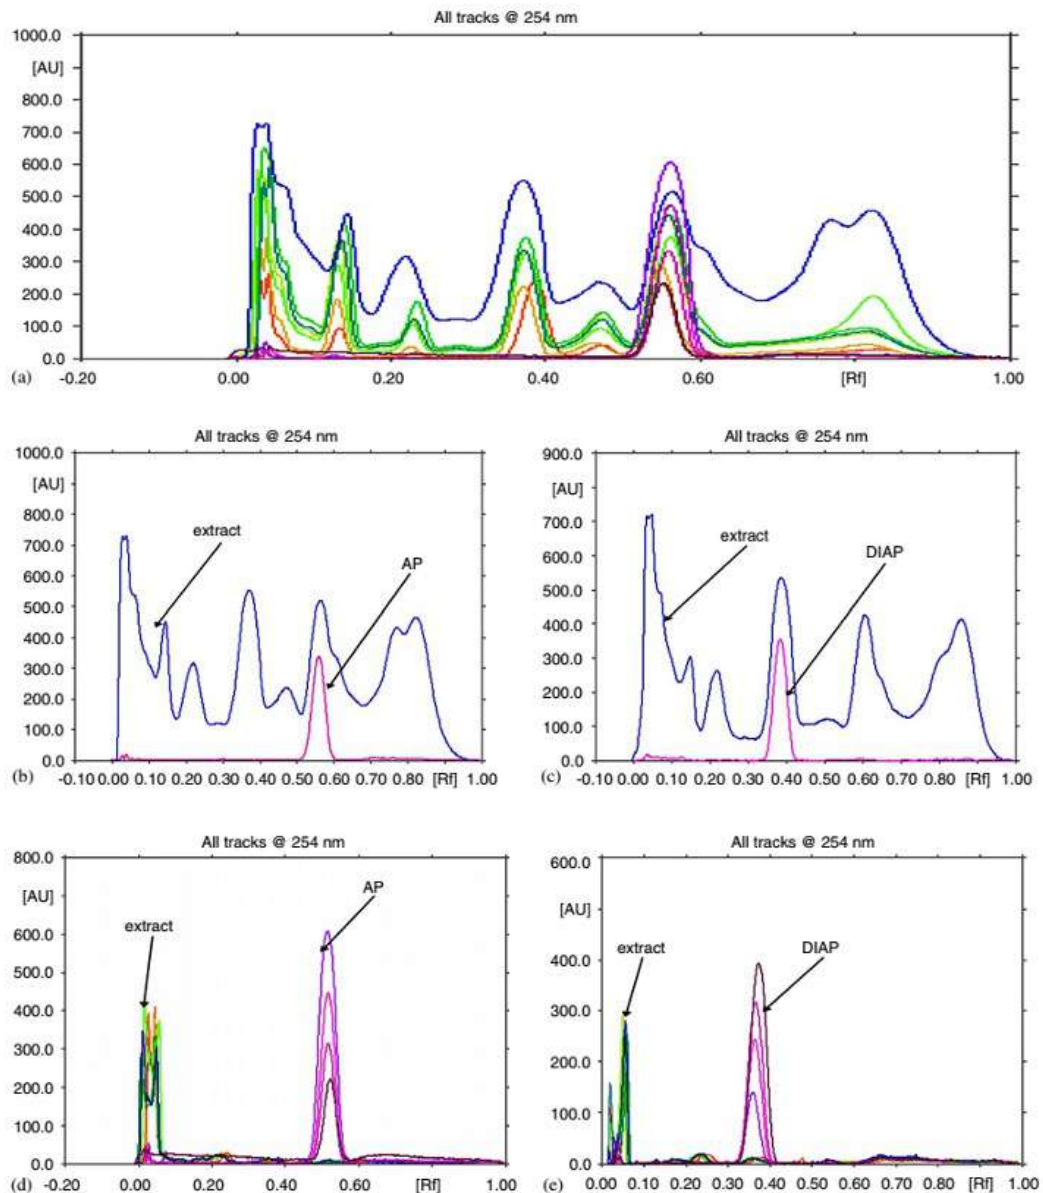 All tracks @ 254 nm
1000.0
[AU]
800.0
700.0
600.0
500.0
400.0
300.0
200.0
100.0
0.0
(a)
-0.20 0.00 0.20 0.40 0.60 [Rf] 1.00
All tracks @ 254 nm
1000.0
[AU]
800.0
700.0
600.0
500.0
400.0
300.0
200.0
100.0
0.0
extract
AP
(b)
-0.10 0.00 0.10 0.20 0.30 0.40 0.50 0.60 0.70 0.80 [Rf] 1.00
All tracks @ 254 nm
900.0
[AU]
700.0
600.0
500.0
400.0
300.0
200.0
100.0
0.0
extract
DIAP
(c)
-0.10 0.00 0.10 0.20 0.30 0.40 0.50 0.60 0.70 0.80 [Rf] 1.00
All tracks @ 254 nm
800.0
[AU]
600.0
500.0
400.0
300.0
200.0
100.0
0.0
extract
AP
(d)
-0.20 0.00 0.20 0.40 0.60 [Rf] 1.00
All tracks @ 254 nm
600.0
[AU]
400.0
300.0
200.0
100.0
0.0
extract
DIAP
(e)
0.00 0.10 0.20 0.30 0.40 0.50 0.60 0.70 0.80 [Rf] 1.00